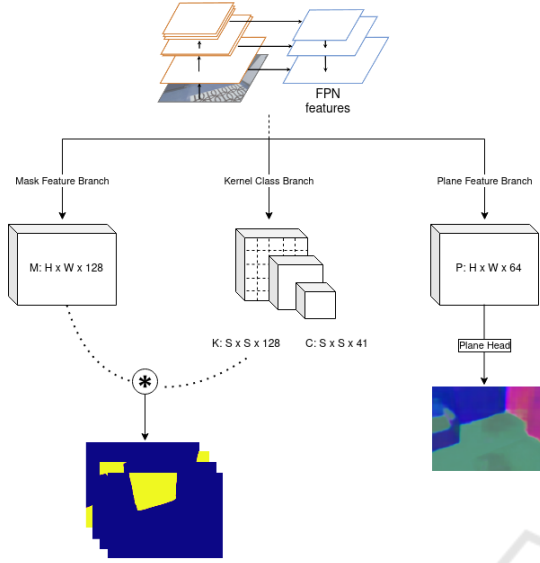 FPN
features
Mask Feature Branch
Kernel Class Branch
Plane Feature Branch
M: H x W x 128
P: H x W x 64
K: S x S x 128
C: S x S x 41
Plane Head
*